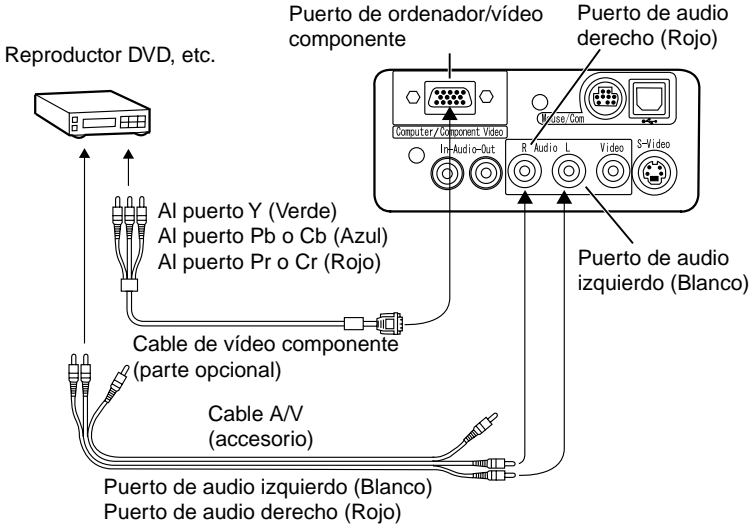 Puerto de ordenador/vídeo
componente
Puerto de audio
derecho (Rojo)
Reproductor DVD, etc.
Mouse/Com
Computer/Component Video
In-Audio-Out
R Audio L
Video
S-Video
Al puerto Y (Verde)
Al puerto Pb o Cb (Azul)
Al puerto Pr o Cr (Rojo)
Puerto de audio
izquierdo (Blanco)
Cable de vídeo componente
(parte opcional)
Cable A/V
(accesorio)
Puerto de audio izquierdo (Blanco)
Puerto de audio derecho (Rojo)